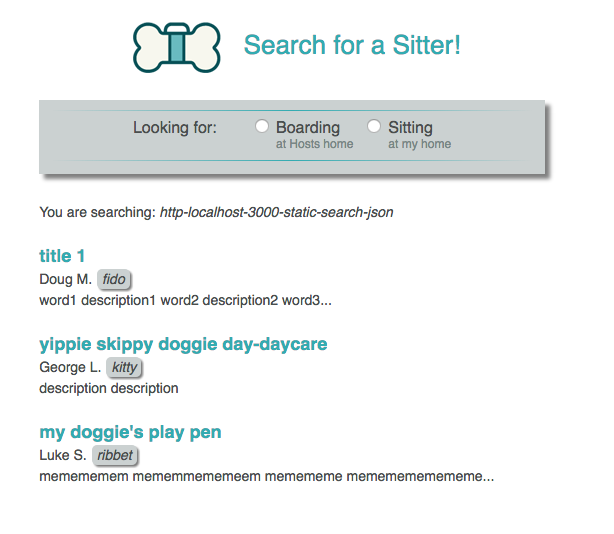 Search for a Sitter!
Looking for: Boarding Sitting
at Hosts home at my home
You are searching: http-localhost-3000-static-search-json
title 1
Doug M. fido
word1 description1 word2 description2 word3...
yippie skippy doggie day-daycare
George L. kitty
description description
my doggie's play pen
Luke S. ribbet
memememem mememmememeem memememe mememememememe...